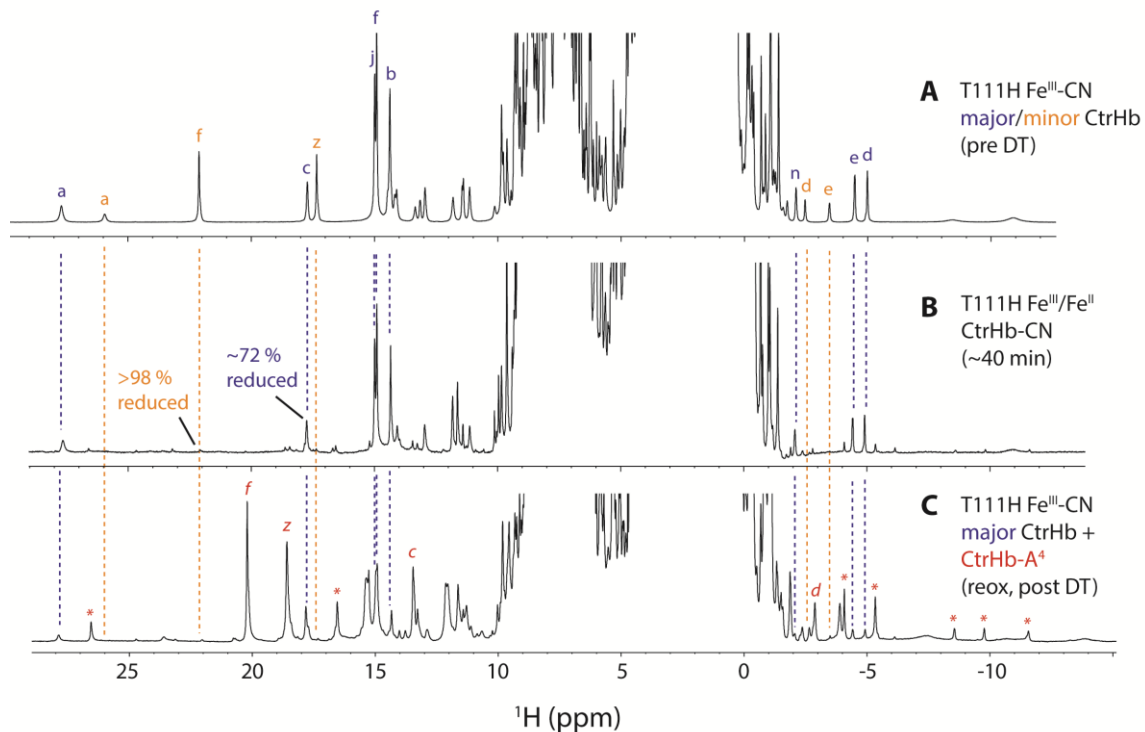 f
j
b
f
z
c
a
a
n
d
e
e
d
A
T111H Feᴵᴵᴵ-CN
major/minor CtrHb
(pre DT)
>98 %
reduced
~72 %
reduced
B
T111H Feᴵᴵᴵ/Feᴵᴵ
CtrHb-CN
(~40 min)
f
z
c
d
*
*
*
*
*
*
*
C
T111H Feᴵᴵᴵ-CN
major CtrHb +
CtrHb-A⁴
(reox, post DT)
25 20 15 10 5 0 -5 -10
¹H (ppm)